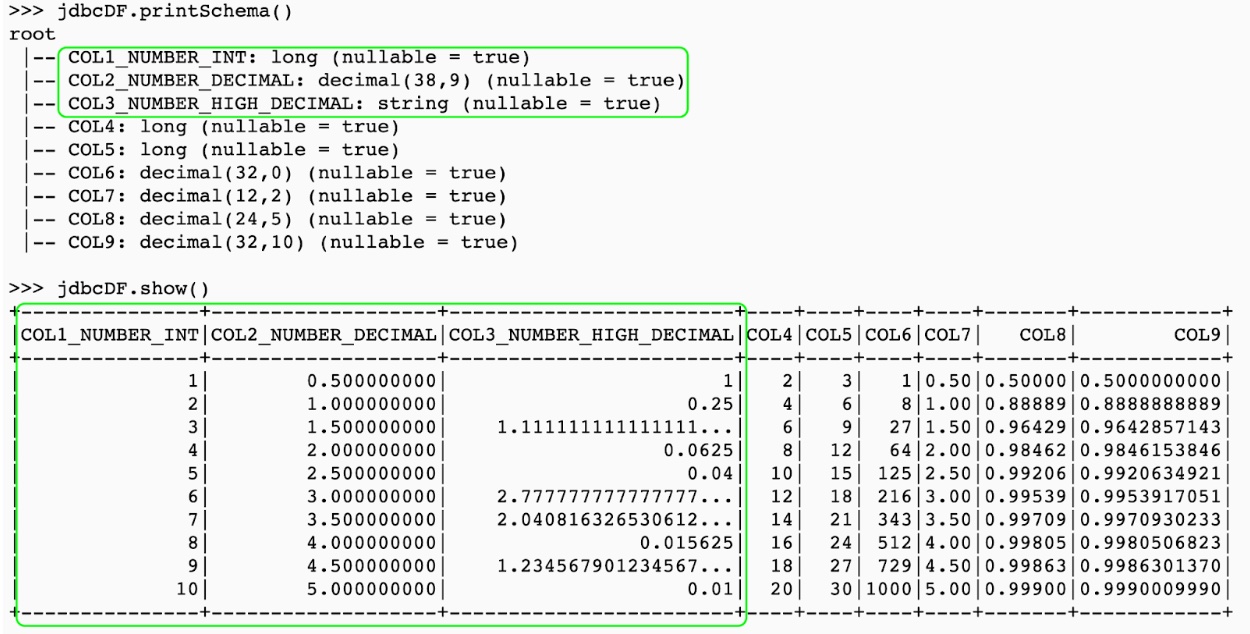 >>> jdbcDF.printSchema()
root
 |-- COL1_NUMBER_INT: long (nullable = true)
 |-- COL2_NUMBER_DECIMAL: decimal(38,9) (nullable = true)
 |-- COL3_NUMBER_HIGH_DECIMAL: string (nullable = true)
 |-- COL4: long (nullable = true)
 |-- COL5: long (nullable = true)
 |-- COL6: decimal(32,0) (nullable = true)
 |-- COL7: decimal(12,2) (nullable = true)
 |-- COL8: decimal(24,5) (nullable = true)
 |-- COL9: decimal(32,10) (nullable = true)

>>> jdbcDF.show()
+---------------+-------------------+------------------------+----+----+----+----+-------+------------+
|COL1_NUMBER_INT|COL2_NUMBER_DECIMAL|COL3_NUMBER_HIGH_DECIMAL|COL4|COL5|COL6|COL7|   COL8|        COL9|
+---------------+-------------------+------------------------+----+----+----+----+-------+------------+
|              1|        0.500000000|                       1|   2|   3|   1|0.50|0.50000|0.5000000000|
|              2|        1.000000000|                    0.25|   4|   6|   8|1.00|0.88889|0.8888888889|
|              3|        1.500000000|    1.111111111111111...|   6|   9|  27|1.50|0.96429|0.9642857143|
|              4|        2.000000000|                  0.0625|   8|  12|  64|2.00|0.98462|0.9846153846|
|              5|        2.500000000|                    0.04|  10|  15| 125|2.50|0.99206|0.9920634921|
|              6|        3.000000000|    2.777777777777777...|  12|  18| 216|3.00|0.99539|0.9953917051|
|              7|        3.500000000|    2.040816326530612...|  14|  21| 343|3.50|0.99709|0.9970930233|
|              8|        4.000000000|                0.015625|  16|  24| 512|4.00|0.99805|0.9980506823|
|              9|        4.500000000|    1.234567901234567...|  18|  27| 729|4.50|0.99863|0.9986301370|
|             10|        5.000000000|                    0.01|  20|  30|1000|5.00|0.99900|0.9990009990|
+---------------+-------------------+------------------------+----+----+----+----+-------+------------+